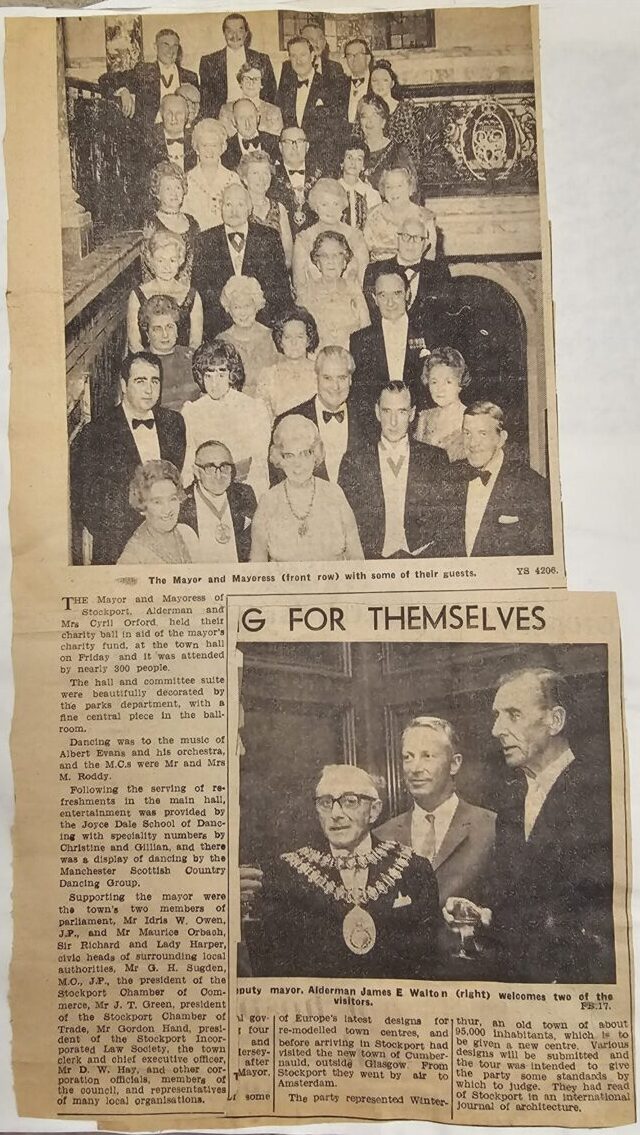 The Mayor and Mayoress (front row) with some of their guests.
YS 4206.
THE Mayor and Mayoress of
Stockport, Alderman and
Mrs Cyril Orford, held their
charity ball in aid of the mayor's
charity fund, at the town hall
on Friday and it was attended
by nearly 300 people.
The hall and committee suite
were beautifully decorated by
the parks department, with a
fine central piece in the ball-
room.
Dancing was to the music of
Albert Evans and his orchestra,
and the M.C.s were Mr and Mrs
M. Roddy.
Following the serving of re-
freshments in the main hall,
entertainment was provided by
the Joyce Dale School of Danc-
ing with speciality numbers by
Christine and Gillian, and there
was a display of dancing by the
Manchester Scottish Country
Dancing Group.
Supporting the mayor were
the town's two members of
parliament, Mr Idris W. Owen,
J.P., and Mr Maurice Orbach,
Sir Richard and Lady Harper,
civic heads of surrounding local
authorities, Mr G. H. Sugden,
M.C., J.P., the president of the
Stockport Chamber of Com-
merce, Mr J. T. Green, president
of the Stockport Chamber of
Trade, Mr Gordon Hand, presi-
dent of the Stockport Incor-
porated Law Society, the town
clerk and chief executive officer,
Mr D. W. Hay, and other cor-
poration officials, members of
the council, and representatives
of many local organisations.
G FOR THEMSELVES
eputy mayor, Alderman James E Walton (right) welcomes two of the
visitors.
PB.17.
al gov-
four
and
Jersey-
after
Mayor.
some
of Europe's latest designs for
re-modelled town centres, and
before arriving in Stockport had
visited the new town of Cumber-
nauld, outside Glasgow. From
Stockport they went by air to
Amsterdam.
The party represented Winter-
thur, an old town of about
95,000 inhabitants, which is to
be given a new centre. Various
designs will be submitted and
the tour was intended to give
the party some standards by
which to judge. They had read
of Stockport in an international
journal of architecture.